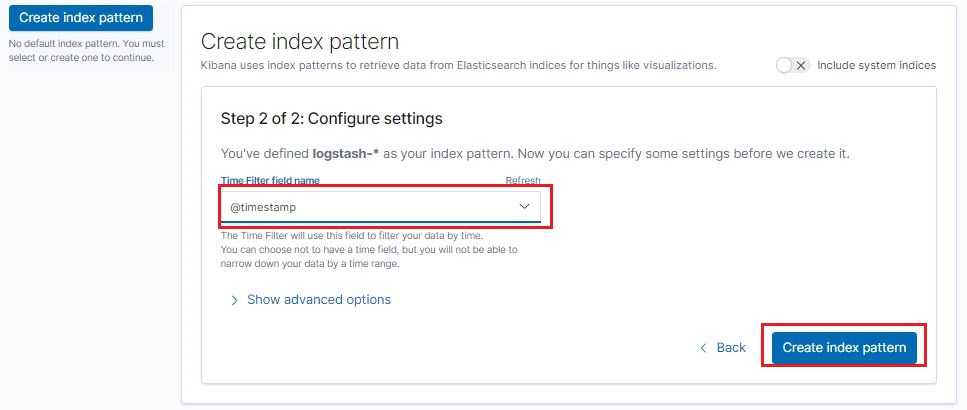 Create index pattern
No default index pattern. You must
select or create one to continue.
Create index pattern
Kibana uses index patterns to retrieve data from Elasticsearch indices for things like visualizations.
Include system indices
Step 2 of 2: Configure settings
You've defined logstash-* as your index pattern. Now you can specify some settings before we create it.
Time Filter field name
Refresh
@timestamp
The Time Filter will use this field to filter your data by time.
You can choose not to have a time field, but you will not be able to
narrow down your data by a time range.
Show advanced options
Back
Create index pattern